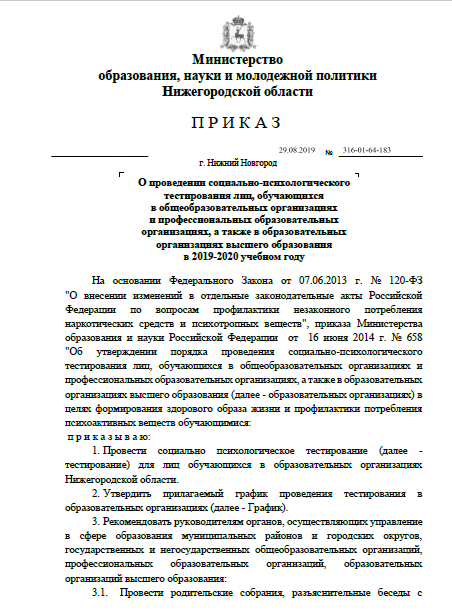 Министерство
образования, науки и молодежной политики
Нижегородской области
П Р И К А З
29.08.2019 № 316-01-64-183
г. Нижний Новгород
О проведении социально-психологического
тестирования лиц, обучающихся
в общеобразовательных организациях
и профессиональных образовательных
организациях, а также в образовательных
организациях высшего образования
в 2019-2020 учебном году
На основании Федерального Закона от 07.06.2013 г. № 120-ФЗ
"О внесении изменений в отдельные законодательные акты Российской
Федерации по вопросам профилактики незаконного потребления
наркотических средств и психотропных веществ", приказа Министерства
образования и науки Российской Федерации от 16 июня 2014 г. № 658
"Об утверждении порядка проведения социально-психологического
тестирования лиц, обучающихся в общеобразовательных организациях и
профессиональных образовательных организациях, а также в образовательных
организациях высшего образования (далее - образовательных организациях) в
целях формирования здорового образа жизни и профилактики потребления
психоактивных веществ обучающимися:
п р и к а з ы в а ю:
1. Провести социально психологическое тестирование (далее -
тестирование) для лиц обучающихся в образовательных организациях
Нижегородской области.
2. Утвердить прилагаемый график проведения тестирования в
образовательных организациях (далее - График).
3. Рекомендовать руководителям органов, осуществляющих управление
в сфере образования муниципальных районов и городских округов,
государственных и негосударственных общеобразовательных организаций,
профессиональных образовательных организаций, образовательных
организаций высшего образования:
3.1. Провести родительские собрания, разъяснительные беседы с